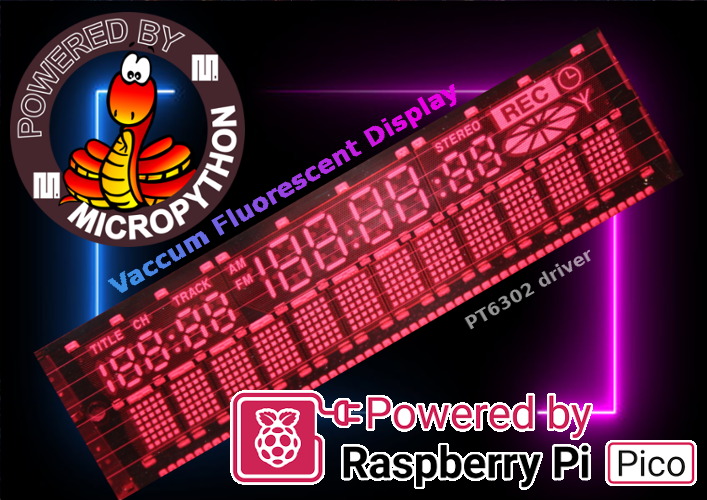 POWERED BY
MICROPYTHON
Vaccum Fluorescent Display
REC
STEREO
AM
FM
188:88:88
TITLE CH TRACK
188:88
PT6302 driver
Powered by
Raspberry Pi Pico